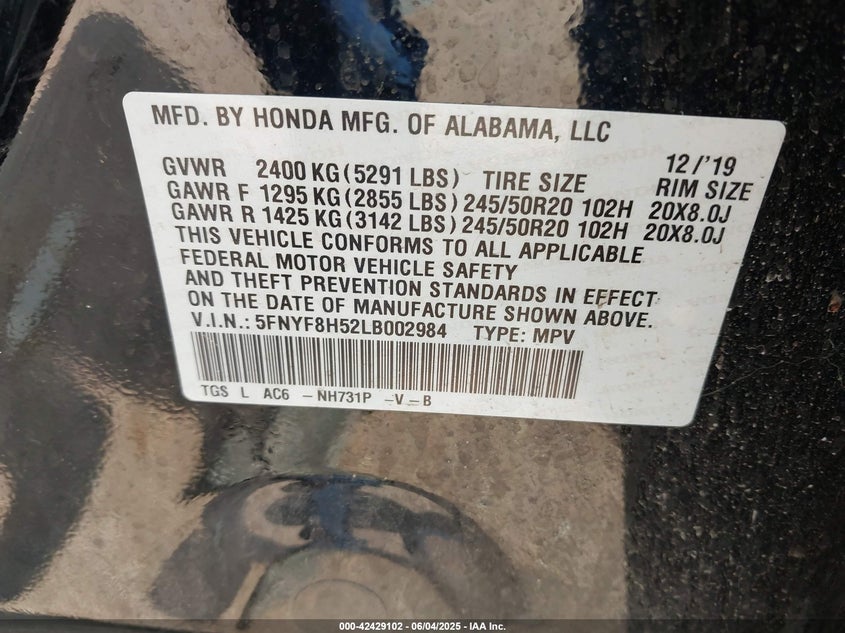 MFD. BY HONDA MFG. OF ALABAMA, LLC
12/'19
GVWR 2400 KG (5291 LBS) TIRE SIZE RIM SIZE
GAWR F 1295 KG (2855 LBS) 245/50R20 102H 20X8.0J
GAWR R 1425 KG (3142 LBS) 245/50R20 102H 20X8.0J
THIS VEHICLE CONFORMS TO ALL APPLICABLE
FEDERAL MOTOR VEHICLE SAFETY
AND THEFT PREVENTION STANDARDS IN EFFECT
ON THE DATE OF MANUFACTURE SHOWN ABOVE.
V.I.N.: 5FNYF8H52LB002984 TYPE: MPV
TGS L AC6 – NH731P –V–B
000-42429102 - 06/04/2025 - IAA Inc.